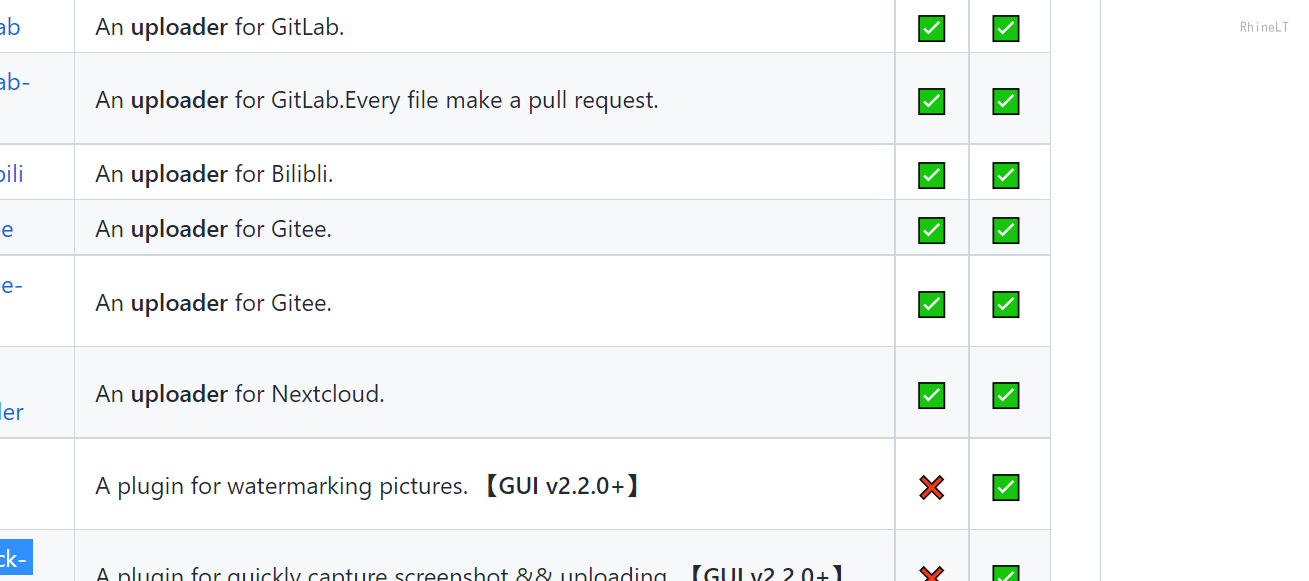 ab An uploader for GitLab. ✅ ✅ RhineLT
ab-
An uploader for GitLab.Every file make a pull request. ✅ ✅
bili An uploader for Bilibli. ✅ ✅
e An uploader for Gitee. ✅ ✅
e-
An uploader for Gitee. ✅ ✅
An uploader for Nextcloud. ✅ ✅
ler
A plugin for watermarking pictures. 【GUI v2.2.0+】 ❌ ✅
ck-
A plugin for quickly capture screenshot && uploading. 【GUI v2.2.0+】 ❌ ✅